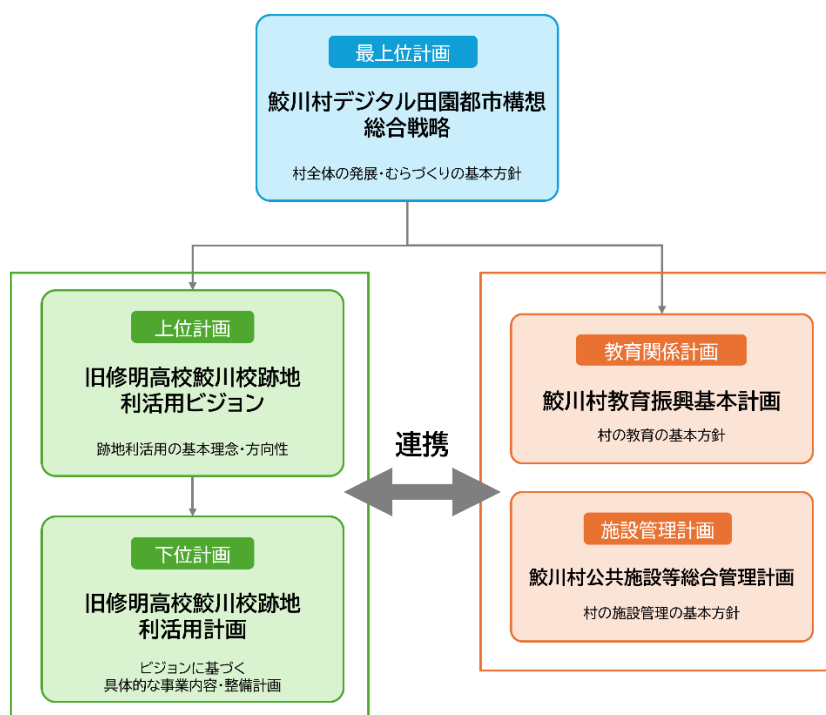 最上位計画
鮫川村デジタル田園都市構想
総合戦略
村全体の発展・むらづくりの基本方針
上位計画
旧修明高校鮫川校跡地
利活用ビジョン
跡地利活用の基本理念・方向性
下位計画
旧修明高校鮫川校跡地
利活用計画
ビジョンに基づく
具体的な事業内容・整備計画
連携
教育関係計画
鮫川村教育振興基本計画
村の教育の基本方針
施設管理計画
鮫川村公共施設等総合管理計画
村の施設管理の基本方針